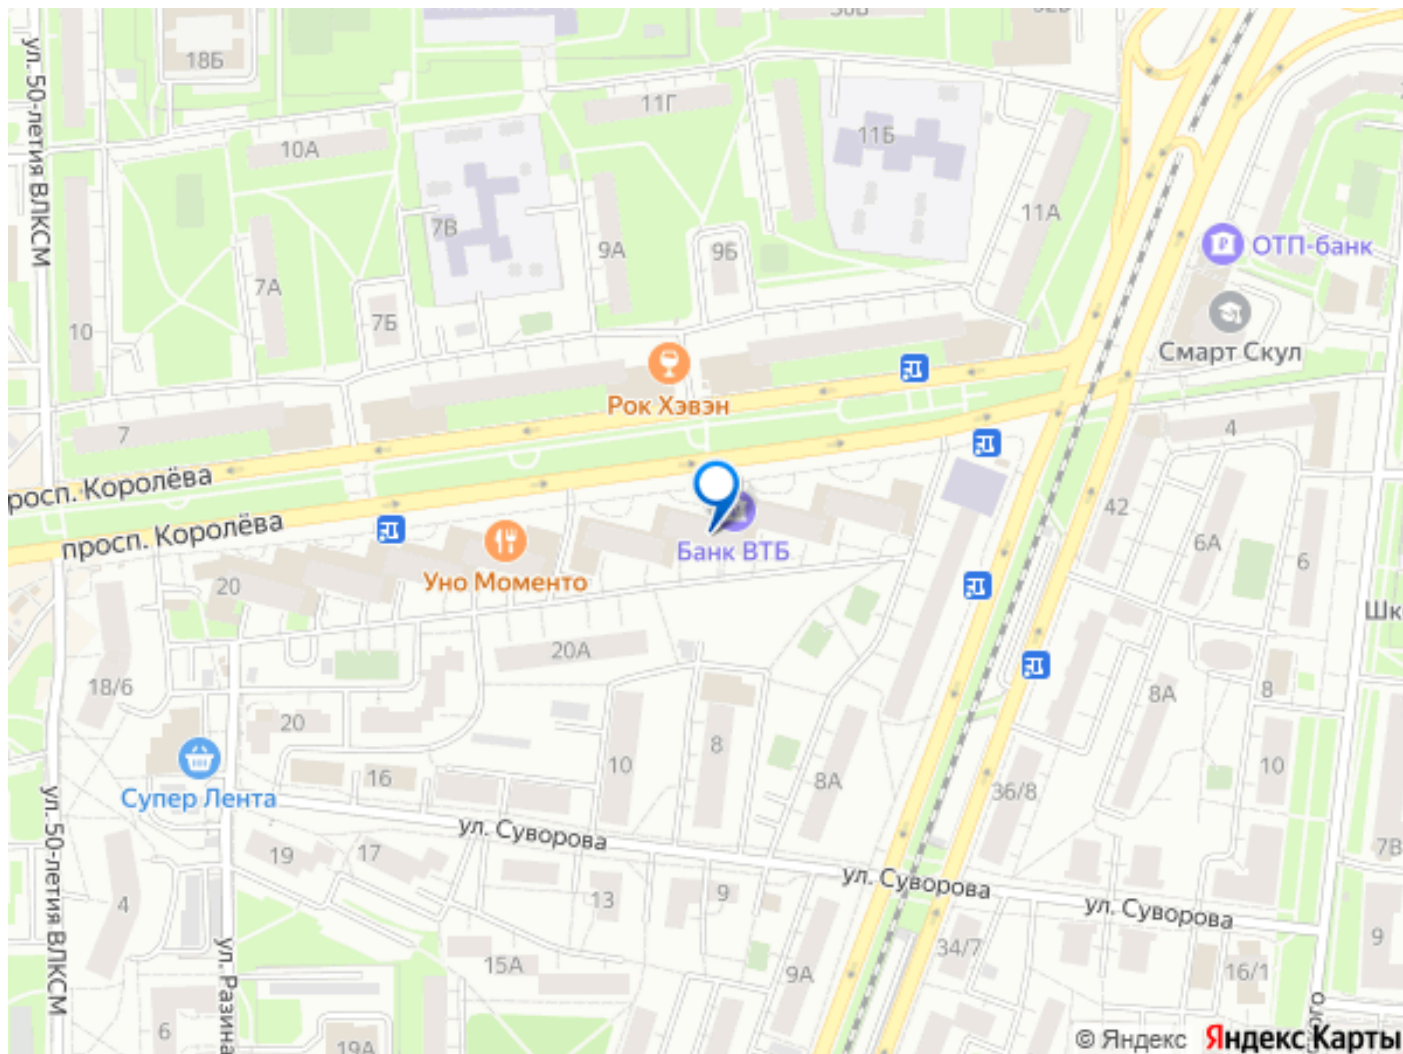 ул. 50-летия ВЛКСМ
18Б
11Г
11Б
10А
7В
9А
9Б
11А
ОТП-банк
7А
7Б
10
Смарт Скул
Рок Хэвэн
7
4
просп. Королёва
просп. Королёва
42
6А
6
Банк ВТБ
Уно Моменто
20
20А
18/6
8А
8
20
10
8
8А
10
16
36/8
Супер Лента
ул. Суворова
ул. Суворова
ул. Суворова
ул. 50-летия ВЛКСМ
19
17
7В
4
13
9
9
34/7
15А
9А
16/1
ул. Разина
6
19А
© Яндекс Яндекс Карты